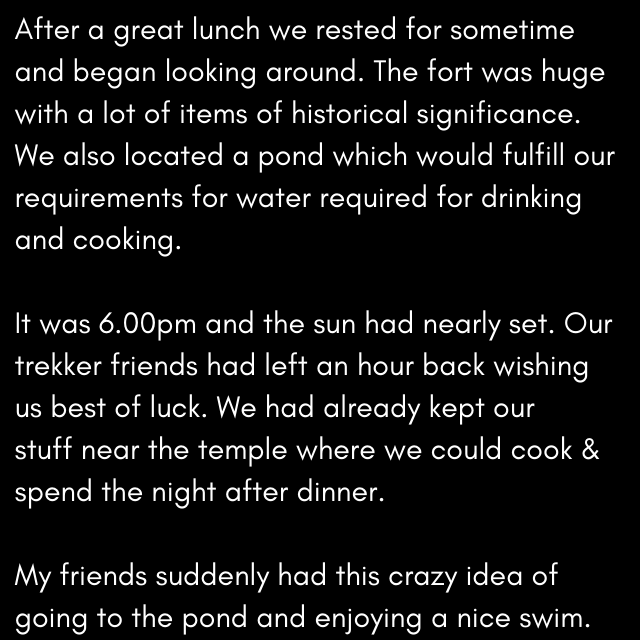 After a great lunch we rested for sometime
and began looking around. The fort was huge
with a lot of items of historical significance.
We also located a pond which would fulfill our
requirements for water required for drinking
and cooking.
It was 6.00pm and the sun had nearly set. Our
trekker friends had left an hour back wishing
us best of luck. We had already kept our
stuff near the temple where we could cook &
spend the night after dinner.
My friends suddenly had this crazy idea of
going to the pond and enjoying a nice swim.